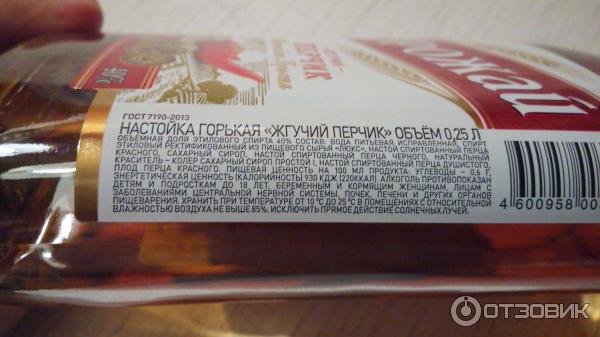 ПЕРЧИК
ОЖАЙ
ГОСТ 7190-2013
НАСТОЙКА ГОРЬКАЯ «ЖГУЧИЙ ПЕРЧИК» ОБЪЁМ 0,25 Л
ОБЪЕМНАЯ ДОЛЯ ЭТИЛОВОГО СПИРТА 40% СОСТАВ: ВОДА ПИТЬЕВАЯ ИСПРАВЛЕННАЯ, СПИРТ
ЭТИЛОВЫЙ РЕКТИФИКОВАННЫЙ ИЗ ПИЩЕВОГО СЫРЬЯ «ЛЮКС», НАСТОЙ СПИРТОВАННЫЙ ПЕРЦА
КРАСНОГО, САХАРНЫЙ СИРОП, НАСТОЙ СПИРТОВАННЫЙ ПЕРЦА ЧЕРНОГО, НАТУРАЛЬНЫЙ
КРАСИТЕЛЬ – КОЛЕР САХАРНЫЙ СИРОП ПРОСТОЙ I, НАСТОЙ СПИРТОВАННЫЙ ПЕРЦА ДУШИСТОГО,
ПЛОД ПЕРЦА КРАСНОГО. ПИЩЕВАЯ ЦЕННОСТЬ НА 100 МЛ ПРОДУКТА: УГЛЕВОДЫ – 0,6 Г,
ЭНЕРГЕТИЧЕСКАЯ ЦЕННОСТЬ (КАЛОРИЙНОСТЬ) 930 КДЖ (220ККАЛ). АЛКОГОЛЬ ПРОТИВОПОКАЗАН
ДЕТЯМ И ПОДРОСТКАМ ДО 18 ЛЕТ, БЕРЕМЕННЫМ И КОРМЯЩИМ ЖЕНЩИНАМ, ЛИЦАМ С
ЗАБОЛЕВАНИЯМИ ЦЕНТРАЛЬНОЙ НЕРВНОЙ СИСТЕМЫ, ПОЧЕК, ПЕЧЕНИ И ДРУГИХ ОРГАНОВ
ПИЩЕВАРЕНИЯ. ХРАНИТЬ ПРИ ТЕМПЕРАТУРЕ ОТ 10 °С ДО 25 °С В ПОМЕЩЕНИЯХ С ОТНОСИТЕЛЬНОЙ
ВЛАЖНОСТЬЮ ВОЗДУХА НЕ ВЫШЕ 85%. ИСКЛЮЧИТЬ ПРЯМОЕ ДЕЙСТВИЕ СОЛНЕЧНЫХ ЛУЧЕЙ.
4 600958 00
ОТЗОВИК